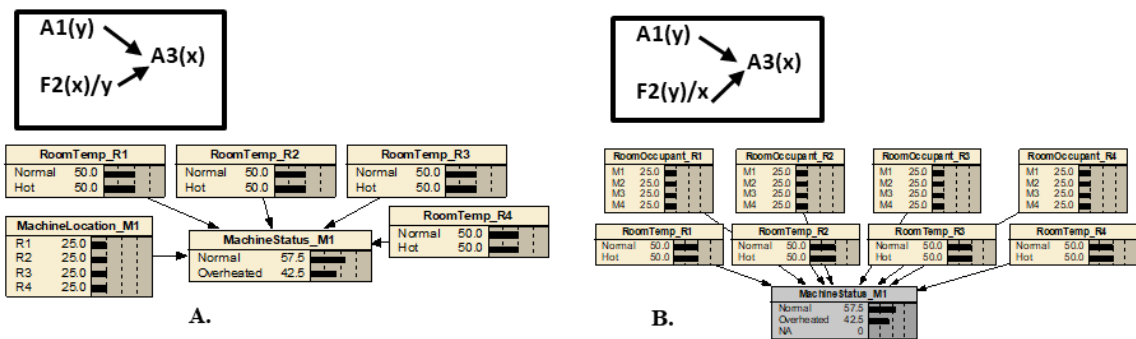 A1(y)
A3(x)
F2(x)/y
RoomTemp_R1
Normal 50.0
Hot 50.0
RoomTemp_R2
Normal 50.0
Hot 50.0
RoomTemp_R3
Normal 50.0
Hot 50.0
MachineLocation_M1
R1 25.0
R2 25.0
R3 25.0
R4 25.0
MachineStatus_M1
Normal 57.5
Overheated 42.5
RoomTemp_R4
Normal 50.0
Hot 50.0
A.
A1(y)
A3(x)
F2(y)/x
RoomOccupant_R1
M1 25.0
M2 25.0
M3 25.0
M4 25.0
RoomOccupant_R2
M1 25.0
M2 25.0
M3 25.0
M4 25.0
RoomOccupant_R3
M1 25.0
M2 25.0
M3 25.0
M4 25.0
RoomOccupant_R4
M1 25.0
M2 25.0
M3 25.0
M4 25.0
RoomTemp_R1
Normal 50.0
Hot 50.0
RoomTemp_R2
Normal 50.0
Hot 50.0
RoomTemp_R3
Normal 50.0
Hot 50.0
RoomTemp_R4
Normal 50.0
Hot 50.0
MachineStatus_M1
Normal 57.5
Overheated 42.5
NA 0
B.